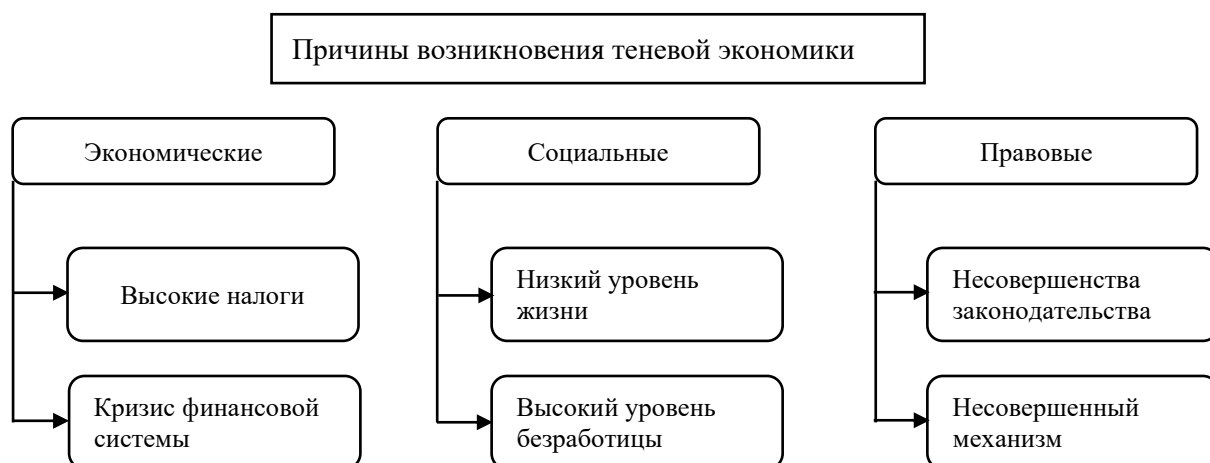 Причины возникновения теневой экономики
Экономические
Социальные
Правовые
Высокие налоги
Низкий уровень
жизни
Несовершенства
законодательства
Кризис финансовой
системы
Высокий уровень
безработицы
Несовершенный
механизм